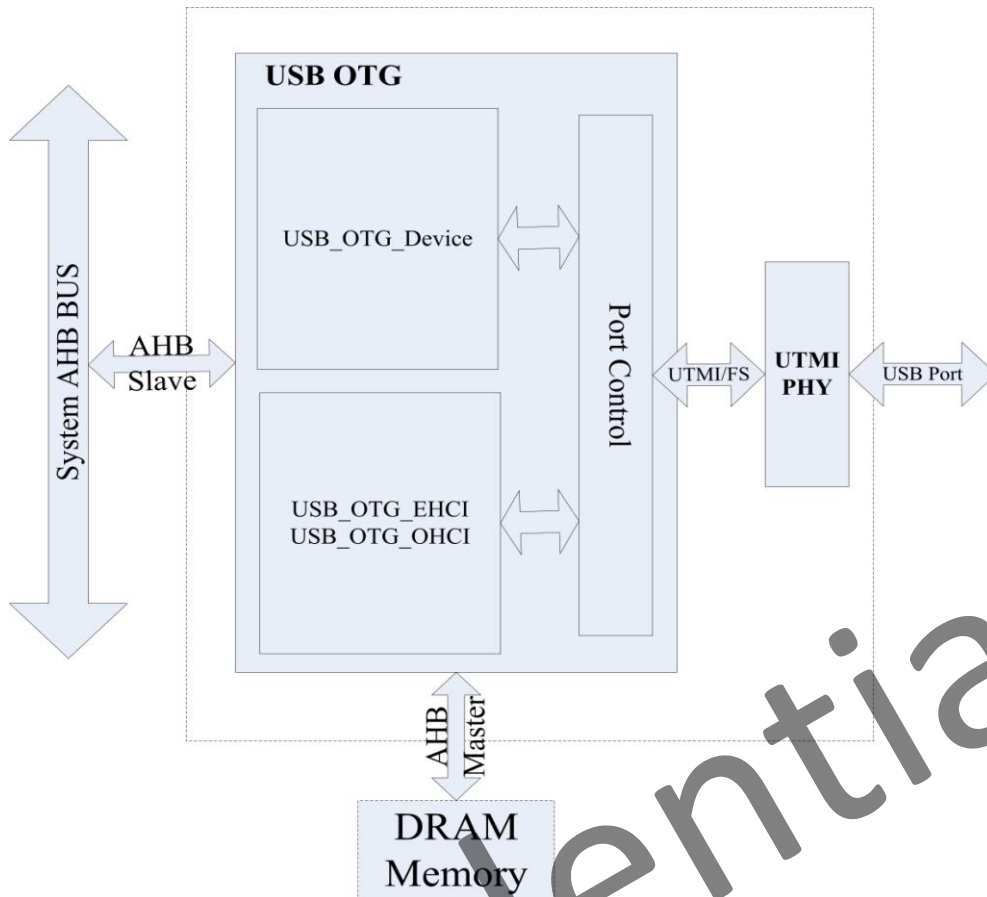 USB OTG
USB_OTG_Device
System AHB BUS
AHB
Slave
Port Control
UTMI/FS
UTMI
PHY
USB Port
USB_OTG_EHCI
USB_OTG_OHCI
AHB
Master
DRAM
Memory